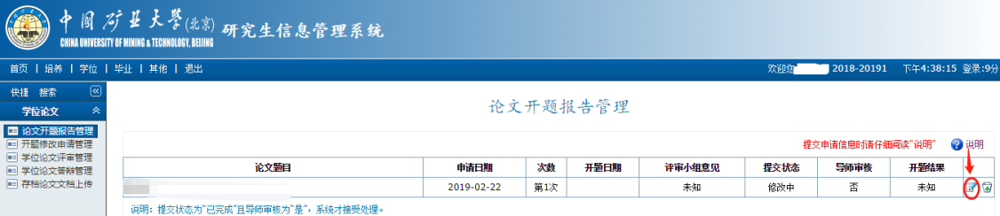 中国矿业大学(北京) 研究生信息管理系统
CHINA UNIVERSITY OF MINING & TECHNOLOGY, BEIJING
首页 | 培养 | 学位 | 毕业 | 其他 | 退出
欢迎您 2018-20191 下午4:38:15 登录:9分
快捷 搜索
学位论文
论文开题报告管理
开题修改申请管理
学位论文评审管理
学位论文答辩管理
存档论文文档上传
论文开题报告管理
提交申请信息时请仔细阅读"说明" 说明
论文题目 申请日期 次数 开题日期 评审小组意见 提交状态 导师审核 开题结果
2019-02-22 第1次 未知 修改中 否 未知
说明：提交状态为"已完成"且导师审核为"是"，系统才接受处理。